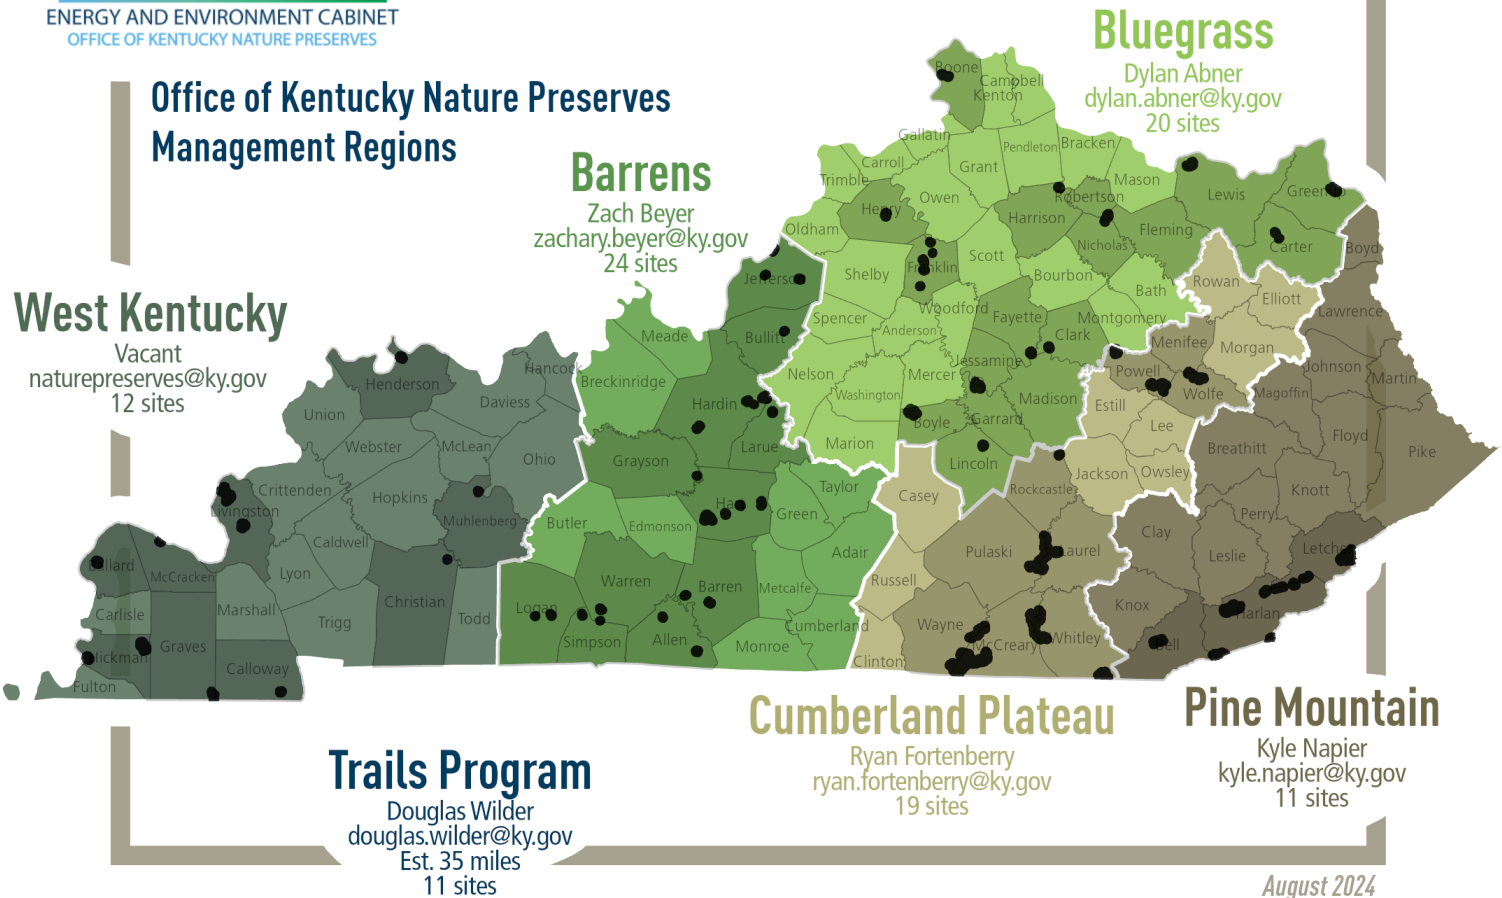 ENERGY AND ENVIRONMENT CABINET
OFFICE OF KENTUCKY NATURE PRESERVES
Office of Kentucky Nature Preserves
Management Regions
Bluegrass
Dylan Abner
dylan.abner@ky.gov
20 sites
Barrens
Zach Beyer
zachary.beyer@ky.gov
24 sites
West Kentucky
Vacant
naturepreserves@ky.gov
12 sites
Boone
Campbell
Kenton
Gallatin
Carroll
Trimble
Grant
Pendleton
Bracken
Mason
Owen
Henry
Oldham
Harrison
Robertson
Nicholas
Fleming
Lewis
Greenup
Carter
Boyd
Shelby
Franklin
Scott
Bourbon
Bath
Rowan
Elliott
Lawrence
Jefferson
Bullitt
Spencer
Anderson
Woodford
Fayette
Clark
Montgomery
Menifee
Morgan
Johnson
Martin
Magoffin
Meade
Breckinridge
Hancock
Hardin
Nelson
Washington
Mercer
Jessamine
Madison
Estill
Powell
Wolfe
Lee
Breathitt
Floyd
Pike
Henderson
Union
Daviess
Webster
McLean
Ohio
Grayson
Larue
Marion
Boyle
Garrard
Lincoln
Rockcastle
Jackson
Owsley
Knott
Perry
Crittenden
Livingston
Hopkins
Muhlenberg
Butler
Edmonson
Hart
Green
Taylor
Casey
Pulaski
Laurel
Clay
Leslie
Letcher
Ballard
McCracken
Caldwell
Lyon
Carlisle
Marshall
Trigg
Christian
Todd
Logan
Warren
Simpson
Barren
Allen
Metcalfe
Adair
Cumberland
Monroe
Russell
Wayne
Clinton
McCreary
Whitley
Knox
Bell
Harlan
Hickman
Graves
Calloway
Fulton
Trails Program
Douglas Wilder
douglas.wilder@ky.gov
Est. 35 miles
11 sites
Cumberland Plateau
Ryan Fortenberry
ryan.fortenberry@ky.gov
19 sites
Pine Mountain
Kyle Napier
kyle.napier@ky.gov
11 sites
August 2024